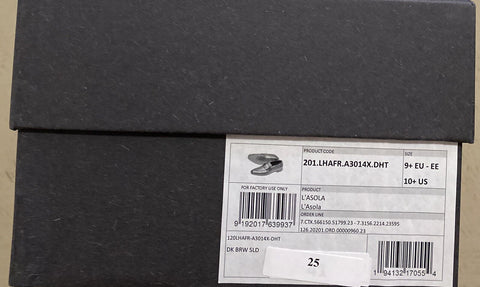 PRODUCT CODE
201.LHAFR.A3014X.DHT
SIZE
9+ EU - EE
10+ US
FOR FACTORY USE ONLY
9 192017 639937
PRODUCT
L'ASOLA
L'Asola
ORDER LINE
7.CTK.566150.51799.23 - 7.3156.2214.23595
126.20201.ORD.00000960.23
120LHAFR-A3014X-DHT
DK BRW SLD
25
1 94132 17055 4